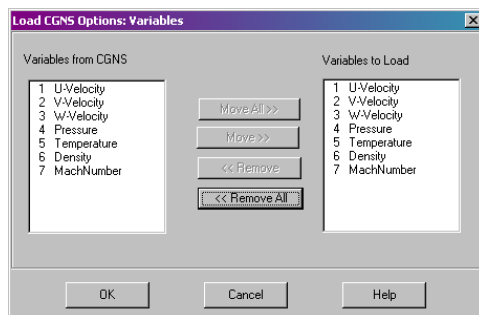 Load CGNS Options: Variables
Variables from CGNS
Variables to Load
1 U-Velocity
2 V-Velocity
3 W-Velocity
4 Pressure
5 Temperature
6 Density
7 MachNumber
Move All >>
Move >>
<< Remove
<< Remove All
1 U-Velocity
2 V-Velocity
3 W-Velocity
4 Pressure
5 Temperature
6 Density
7 MachNumber
OK
Cancel
Help